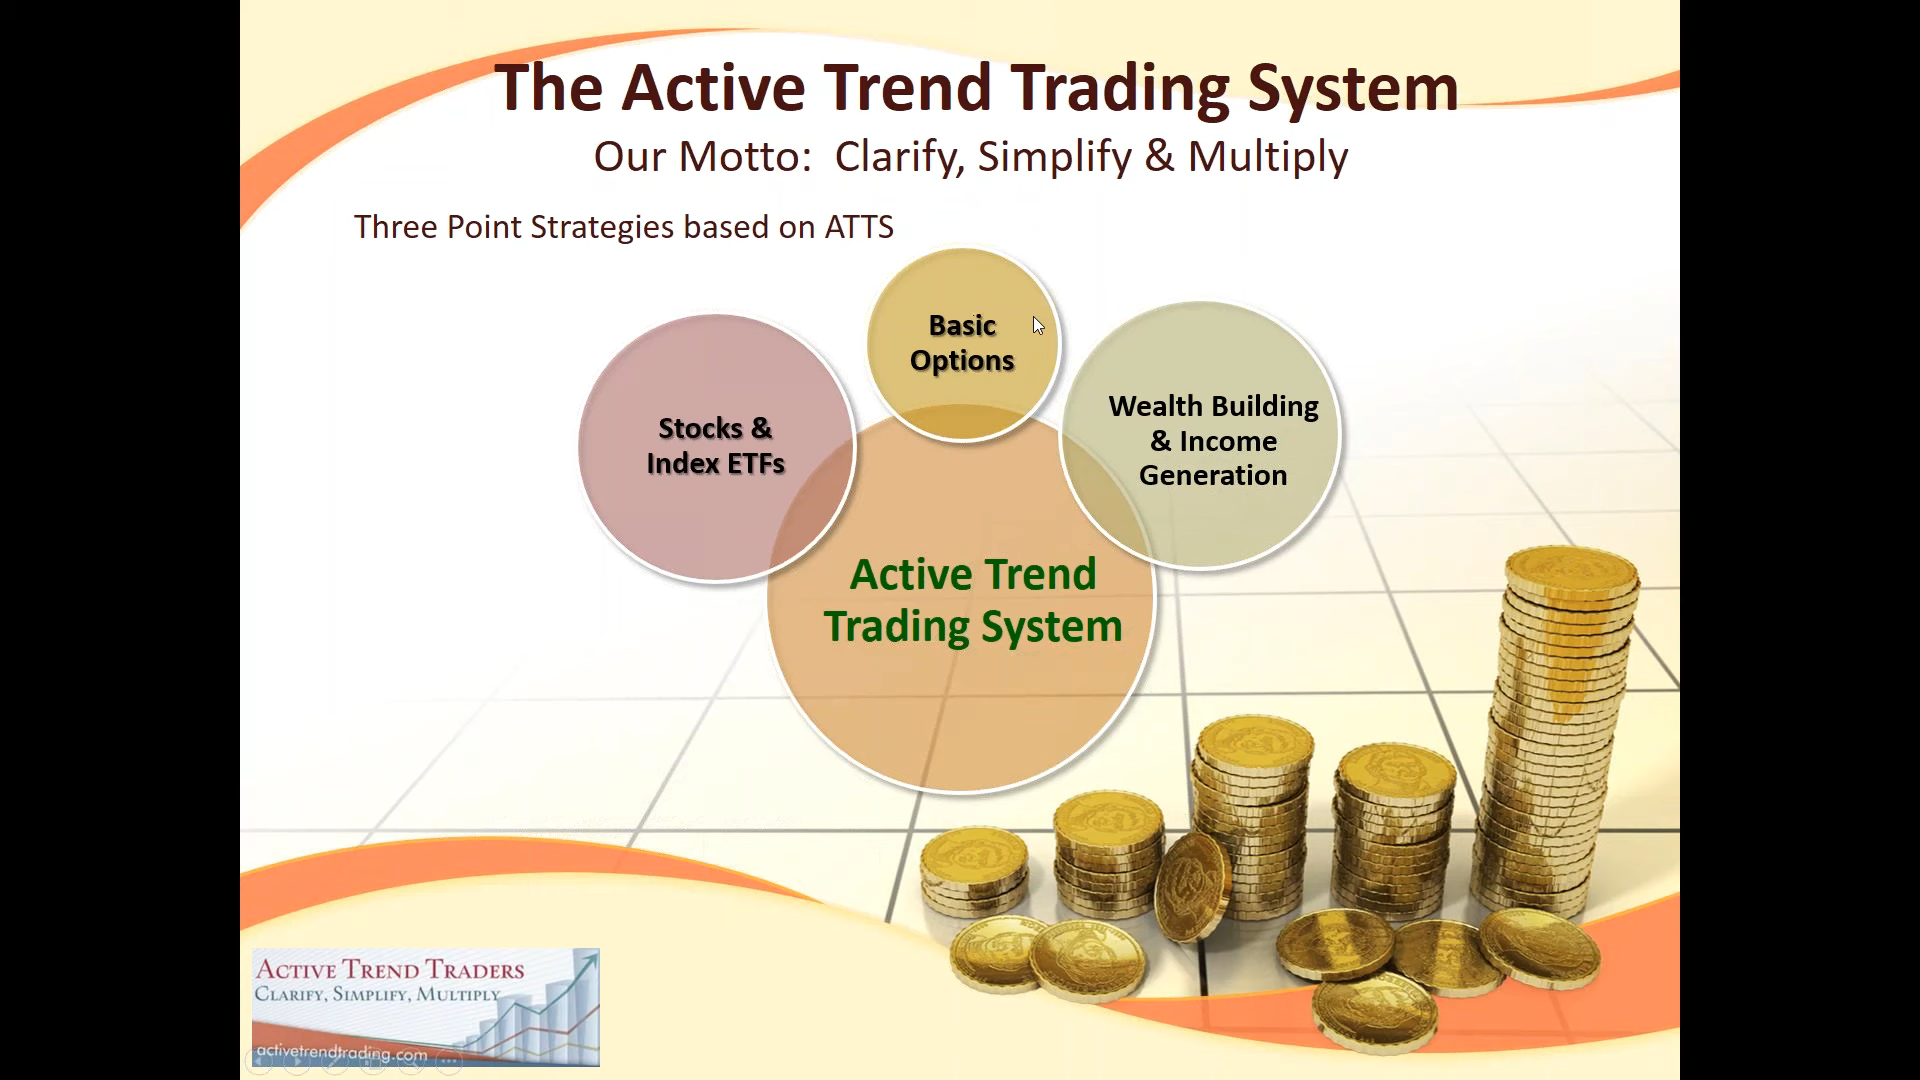 The Active Trend Trading System
Our Motto: Clarify, Simplify & Multiply
Three Point Strategies based on ATTS
Basic
Options
Stocks &
Index ETFs
Wealth Building
& Income
Generation
Active Trend
Trading System
ACTIVE TREND TRADERS
CLARIFY, SIMPLIFY, MULTIPLY
activetrendtrading.com